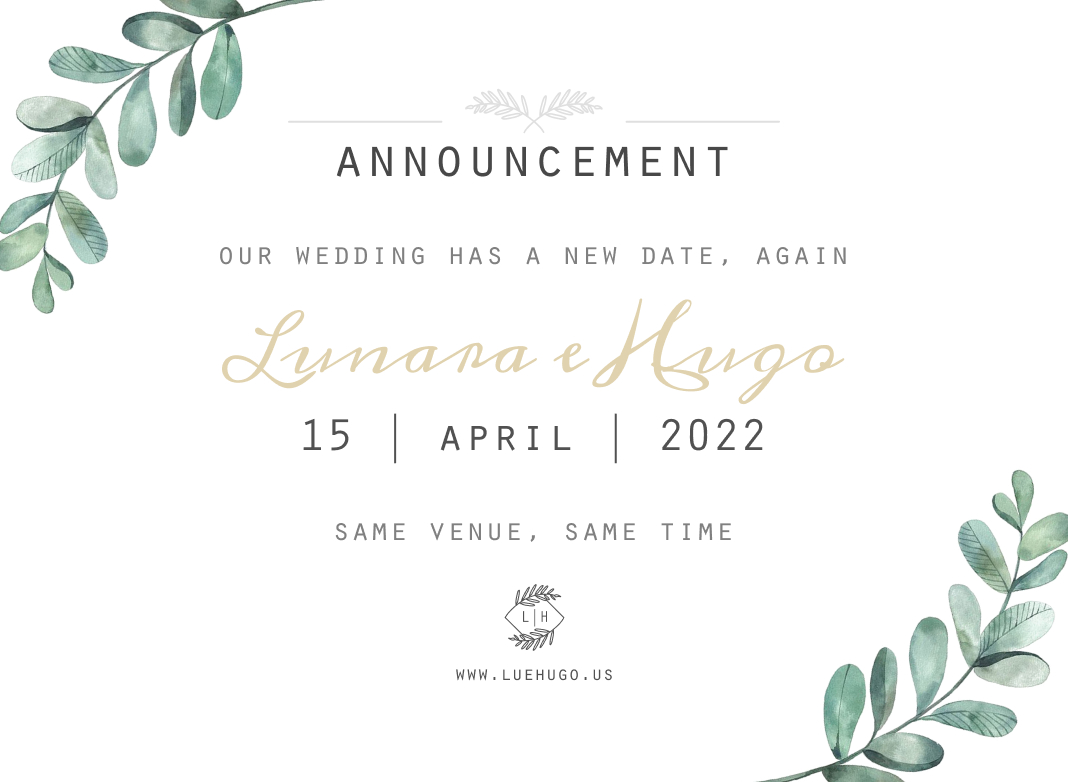 ANNOUNCEMENT
OUR WEDDING HAS A NEW DATE, AGAIN
Lunara e Hugo
15 | APRIL | 2022
SAME VENUE, SAME TIME
L|H
WWW.LUEHUGO.US